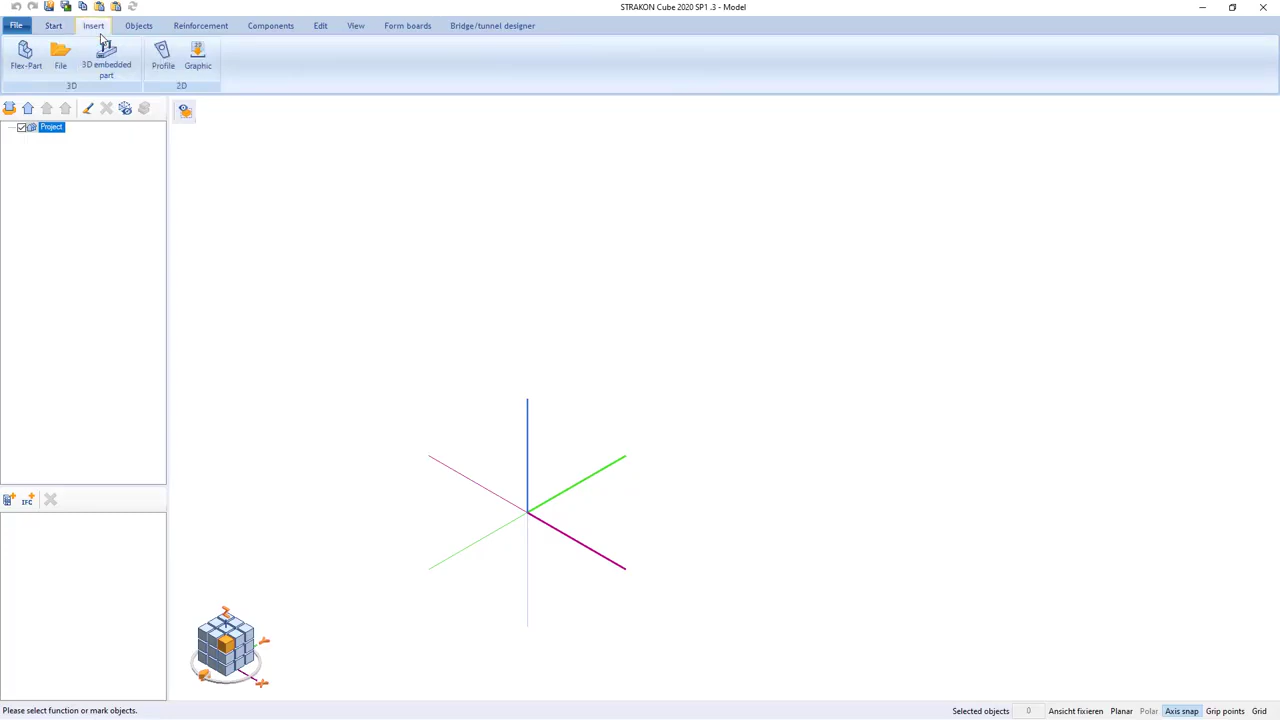 STRAKON Cube 2020 SP1 .3 - Model
File Start Insert Objects Reinforcement Components Edit View Form boards Bridge/tunnel designer
Flex-Part File 3D embedded part Profile Graphic
3D 2D
Project
IFC
Please select function or mark objects.
Selected objects 0 Ansicht fixieren Planar Polar Axis snap Grip points Grid